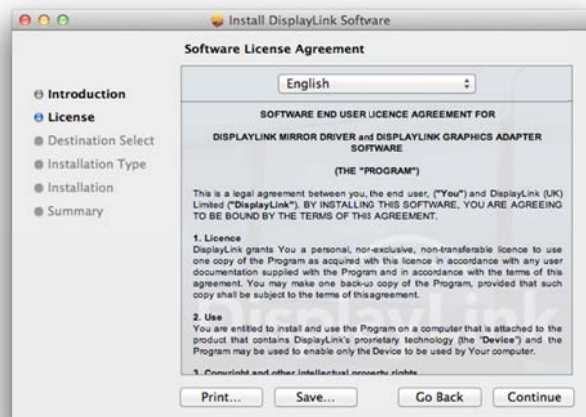 Install DisplayLink Software
Software License Agreement
Introduction
License
Destination Select
Installation Type
Installation
Summary
English
SOFTWARE END USER LICENCE AGREEMENT FOR
DISPLAYLINK MIRROR DRIVER and DISPLAYLINK GRAPHICS ADAPTER
SOFTWARE
(THE "PROGRAM")
This is a legal agreement between you, the end user, ("You") and DisplayLink (UK)
Limited ("DisplayLink"). BY INSTALLING THIS SOFTWARE, YOU ARE AGREEING
TO BE BOUND BY THE TERMS OF THIS AGREEMENT.
1. Licence
DisplayLink grants You a personal, non-exclusive, non-transferable licence to use
one copy of the Program as acquired with this licence in accordance with any user
documentation supplied with the Program and in accordance with the terms of this
agreement. You may make one back-up copy of the Program, provided that such
copy shall be subject to the terms of this agreement.
2. Use
You are entitled to install and use the Program on a computer that is attached to the
product that contains DisplayLink's proprietary technology (the "Device") and the
Program may be used to enable only the Device to be used by Your computer.
3. Copyright and other intellectual property rights
DisplayLink
Print...
Save...
Go Back
Continue